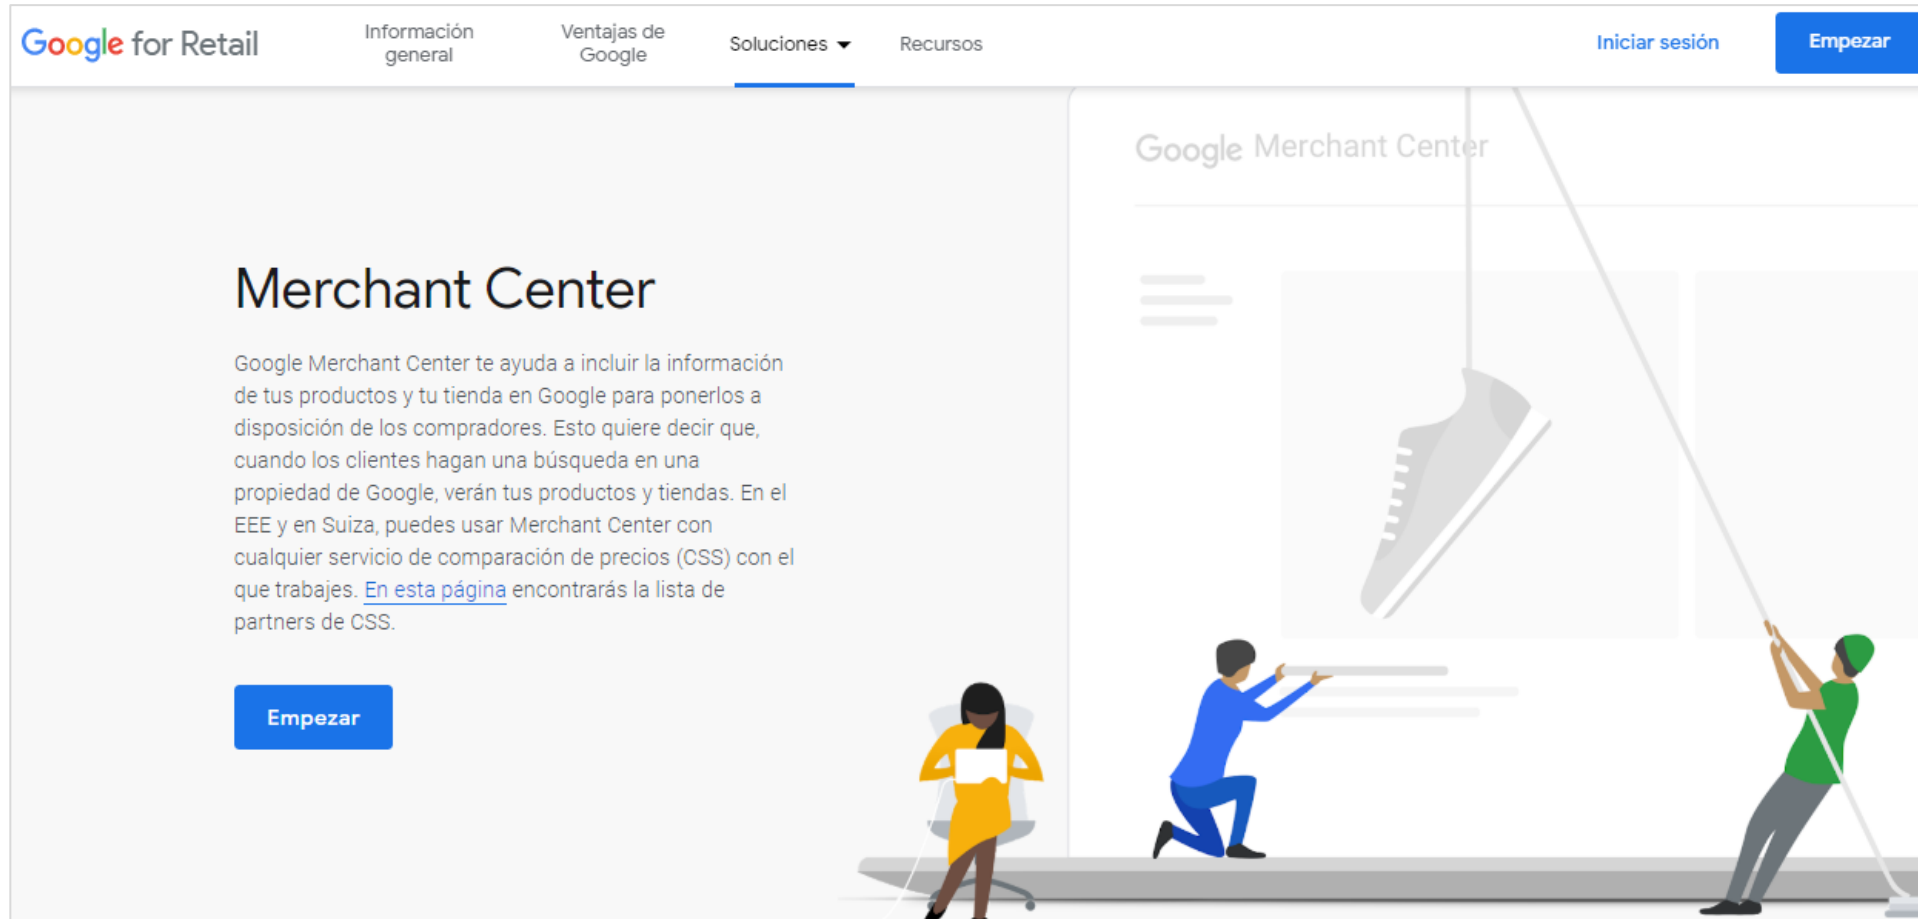 Google for Retail
Información
general
Ventajas de
Google
Soluciones
Recursos
Iniciar sesión
Empezar
Google Merchant Center
Merchant Center
Google Merchant Center te ayuda a incluir la información
de tus productos y tu tienda en Google para ponerlos a
disposición de los compradores. Esto quiere decir que,
cuando los clientes hagan una búsqueda en una
propiedad de Google, verán tus productos y tiendas. En el
EEE y en Suiza, puedes usar Merchant Center con
cualquier servicio de comparación de precios (CSS) con el
que trabajes. En esta página encontrarás la lista de
partners de CSS.
Empezar